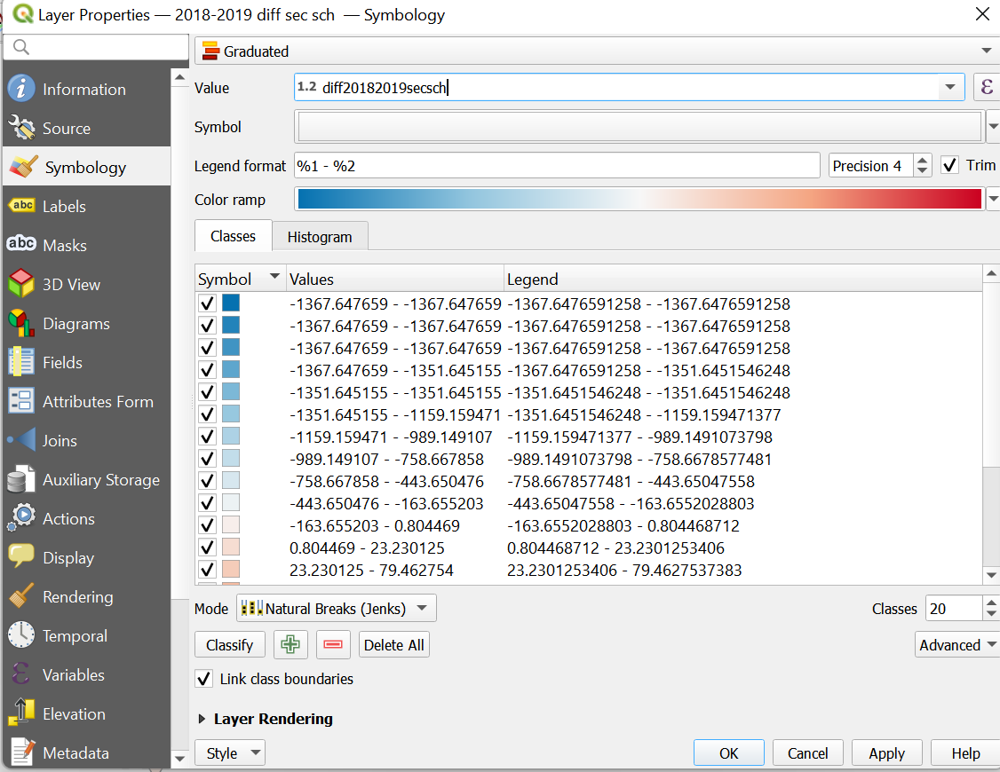 Layer Properties — 2018-2019 diff sec sch — Symbology
Graduated
Information
Source
Symbology
Labels
Masks
3D View
Diagrams
Fields
Attributes Form
Joins
Auxiliary Storage
Actions
Display
Rendering
Temporal
Variables
Elevation
Metadata
Value 1.2 diff20182019secsch ε
Symbol
Legend format %1 - %2 Precision 4 Trim
Color ramp
Classes Histogram
Symbol Values Legend
-1367.647659 - -1367.647659 -1367.6476591258 - -1367.6476591258
-1367.647659 - -1367.647659 -1367.6476591258 - -1367.6476591258
-1367.647659 - -1367.647659 -1367.6476591258 - -1367.6476591258
-1367.647659 - -1351.645155 -1367.6476591258 - -1351.6451546248
-1351.645155 - -1351.645155 -1351.6451546248 - -1351.6451546248
-1351.645155 - -1159.159471 -1351.6451546248 - -1159.159471377
-1159.159471 - -989.149107 -1159.159471377 - -989.1491073798
-989.149107 - -758.667858 -989.1491073798 - -758.6678577481
-758.667858 - -443.650476 -758.6678577481 - -443.65047558
-443.650476 - -163.655203 -443.65047558 - -163.6552028803
-163.655203 - 0.804469 -163.6552028803 - 0.804468712
0.804469 - 23.230125 0.804468712 - 23.2301253406
23.230125 - 79.462754 23.2301253406 - 79.4627537383
Mode Natural Breaks (Jenks) Classes 20
Classify Delete All Advanced
Link class boundaries
Layer Rendering
Style OK Cancel Apply Help